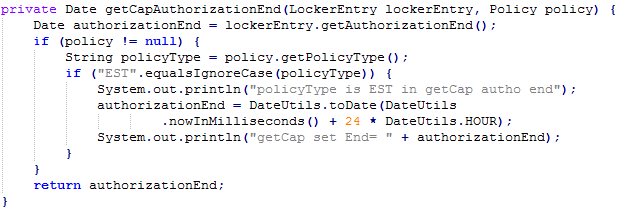 private Date getCapAuthorizationEnd(LockerEntry lockerEntry, Policy policy) {
    Date authorizationEnd = lockerEntry.getAuthorizationEnd();
    if (policy != null) {
        String policyType = policy.getPolicyType();
        if ("EST".equalsIgnoreCase(policyType)) {
            System.out.println("policyType is EST in getCap autho end");
            authorizationEnd = DateUtils.toDate(DateUtils
                    .nowInMilliseconds() + 24 * DateUtils.HOUR);
            System.out.println("getCap set End= " + authorizationEnd);
        }
    }
    return authorizationEnd;
}